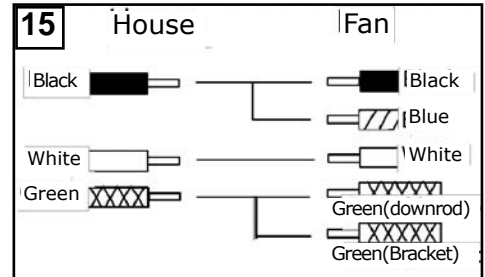 15 House Fan
Black Black
Blue
White White
Green
Green(downrod)
Green(Bracket)